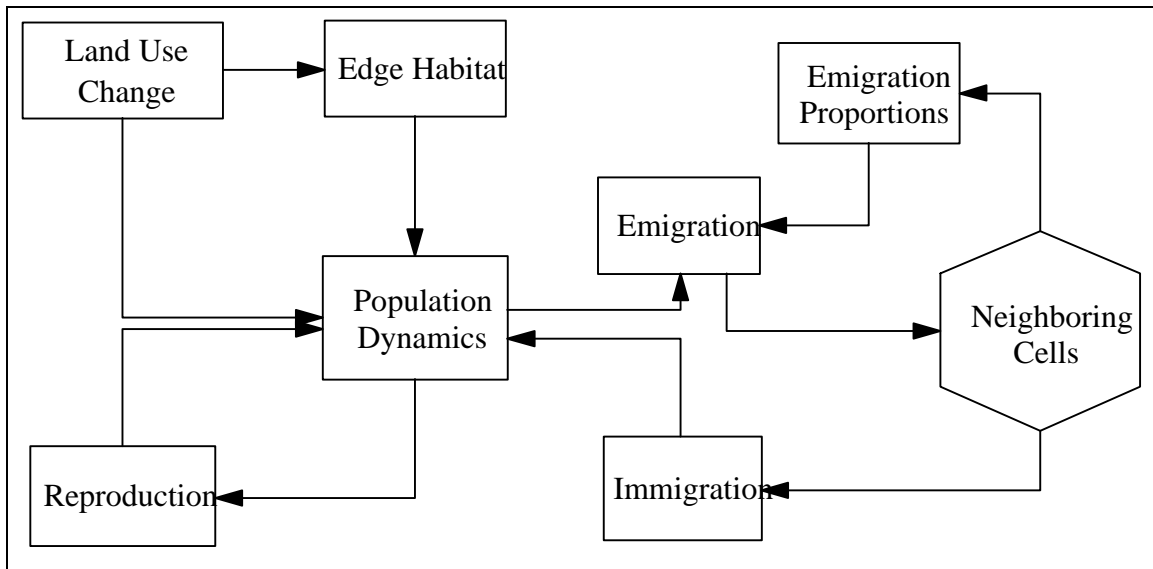 Land Use
Change
Edge Habitat
Emigration
Proportions
Emigration
Population
Dynamics
Neighboring
Cells
Reproduction
Immigration